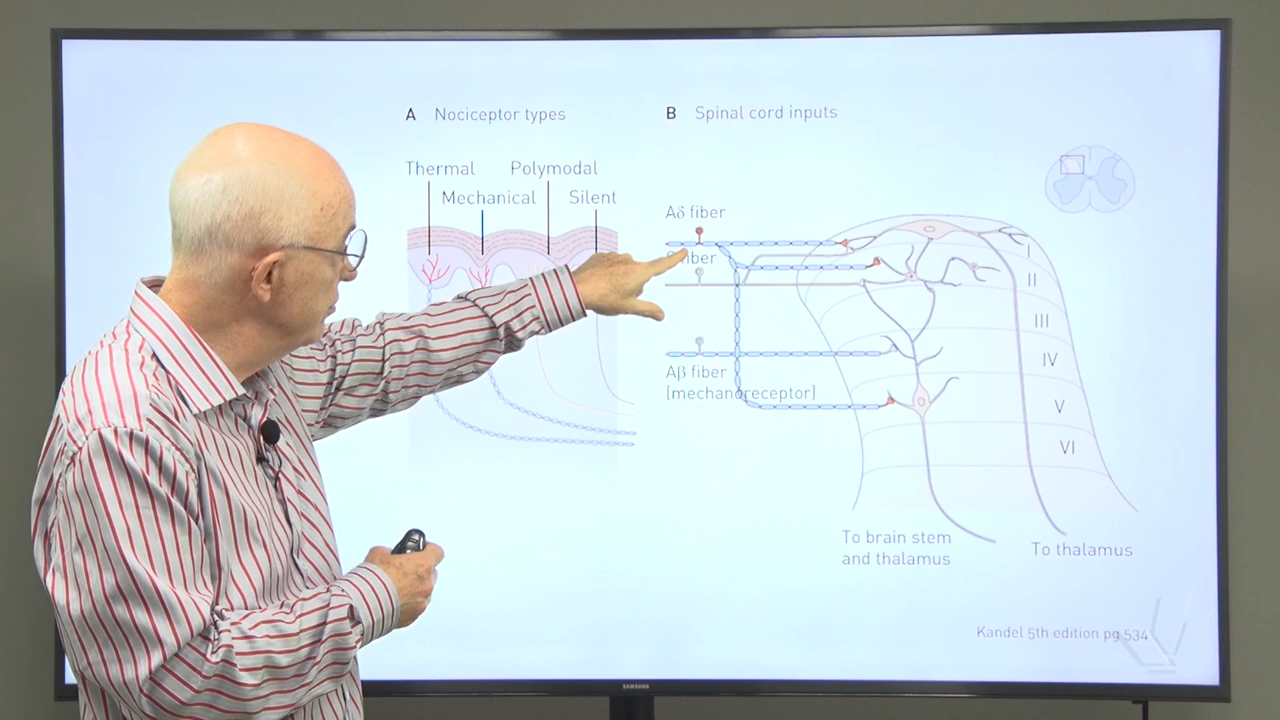 A Nociceptor types
Thermal
Polymodal
Mechanical
Silent
B Spinal cord inputs
Aδ fiber
fiber
Aβ fiber
(mechanoreceptor)
I
II
III
IV
V
VI
To brain stem
and thalamus
To thalamus
Kandel 5th edition pg 534
SAMSUNG